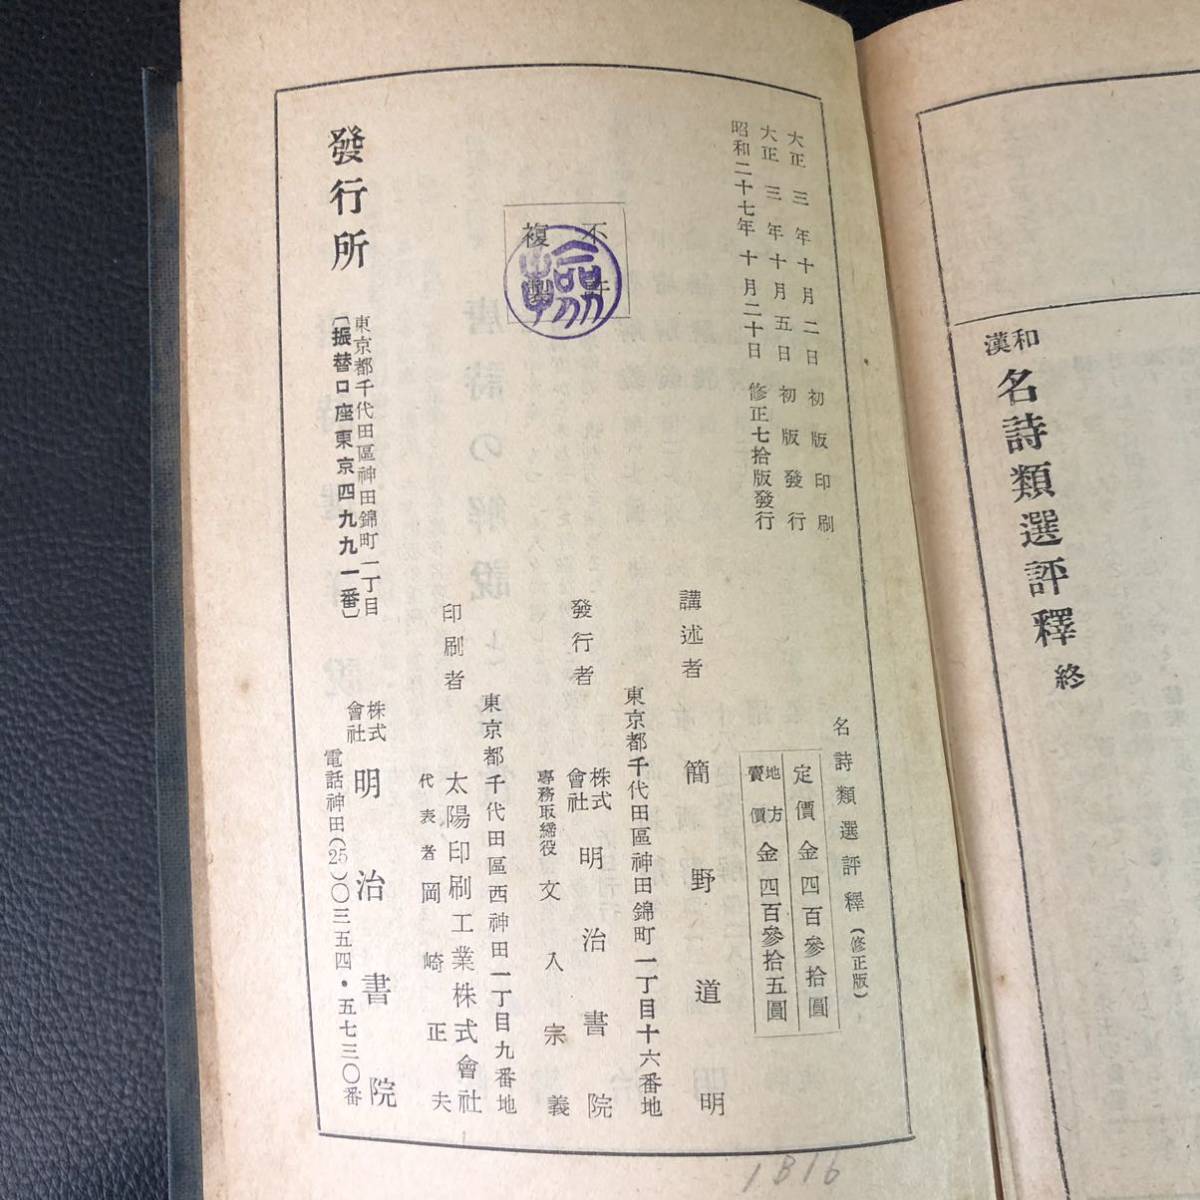 和漢
名詩類選評釋 終
大正三年十月二日 初版印刷
大正三年十月五日 初版發行
昭和二十七年十月二十日 修正七拾版發行
名詩類選評釋(修正版)
定價金四百參拾圓
地方賣價 金四百參拾五圓
不許
複製
講述者 簡野道明
東京都千代田區神田錦町一丁目十六番地
發行者 株式會社 明治書院
專務取締役 文入宗義
東京都千代田區西神田一丁目九番地
印刷者 太陽印刷工業株式會社
代表者 岡崎正夫
發行所
東京都千代田區神田錦町一丁目
〔振替口座東京四九九一番〕
株式會社 明治書院
電話神田(25)〇三五四・五七三〇番
1B16